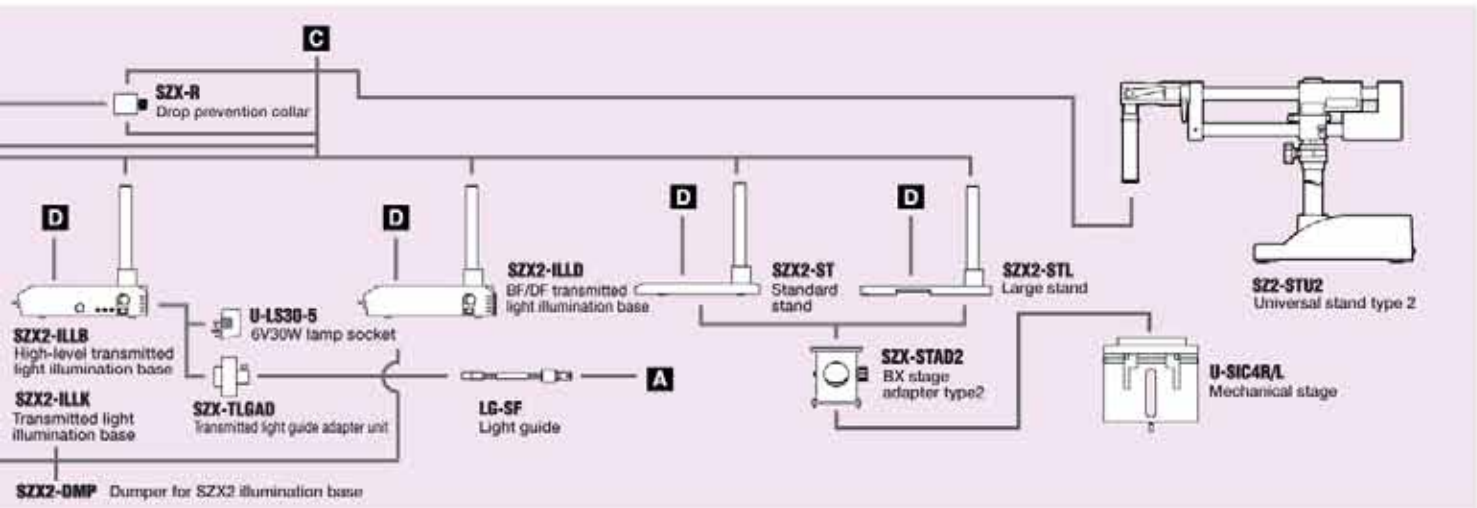 C
SZX-R
Drop prevention collar
D
D
D
D
SZX2-ILLD
BF/DF transmitted
light illumination base
SZX2-ST
Standard
stand
SZX2-STL
Large stand
SZ2-STU2
Universal stand type 2
U-LS30-5
6V30W lamp socket
SZX2-ILLB
High-level transmitted
light illumination base
SZX2-ILLK
Transmitted light
illumination base
SZX-TLGAD
Transmitted light guide adapter unit
LG-SF
Light guide
A
SZX-STAD2
BX stage
adapter type2
U-SIC4R/L
Mechanical stage
SZX2-DMP Dumper for SZX2 illumination base